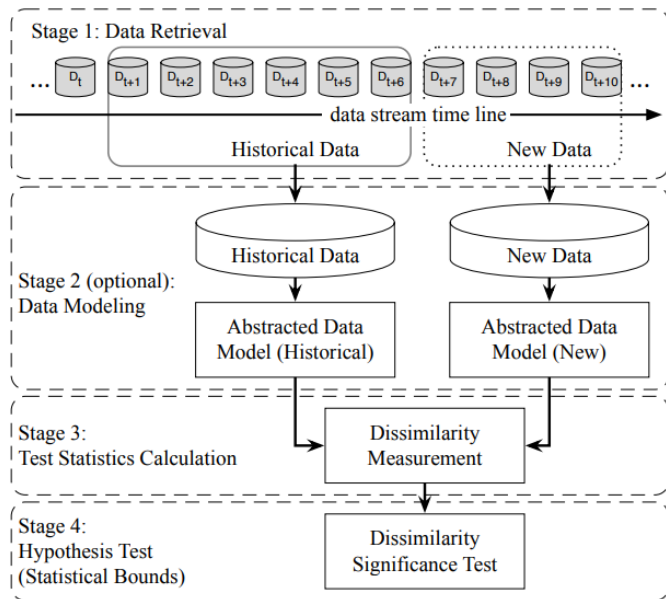 Stage 1: Data Retrieval
... Dt Dt+1 Dt+2 Dt+3 Dt+4 Dt+5 Dt+6 Dt+7 Dt+8 Dt+9 Dt+10 ...
data stream time line
Historical Data New Data
Historical Data New Data
Stage 2 (optional):
Data Modeling
Abstracted Data
Model (Historical)
Abstracted Data
Model (New)
Stage 3:
Test Statistics Calculation
Dissimilarity
Measurement
Stage 4:
Hypothesis Test
(Statistical Bounds)
Dissimilarity
Significance Test